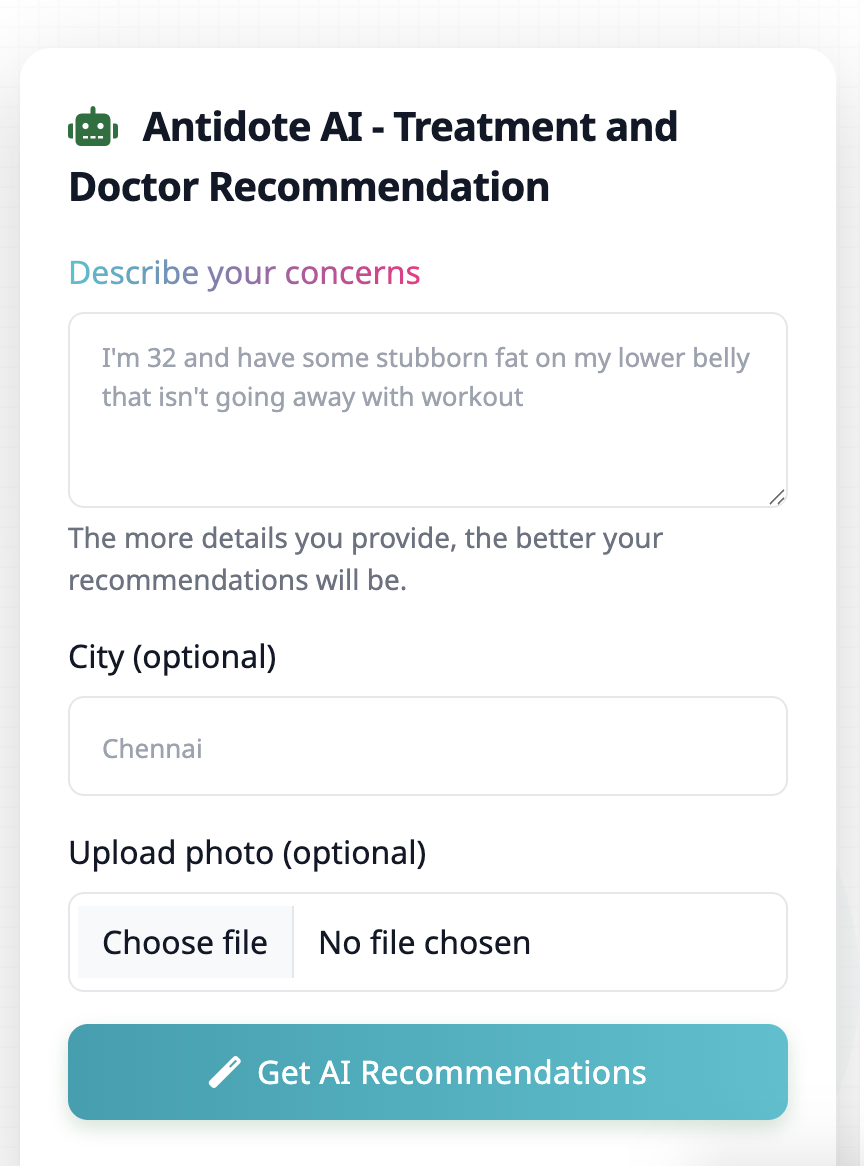 Antidote AI - Treatment and
Doctor Recommendation
Describe your concerns
I'm 32 and have some stubborn fat on my lower belly
that isn't going away with workout
The more details you provide, the better your
recommendations will be.
City (optional)
Chennai
Upload photo (optional)
Choose file No file chosen
Get AI Recommendations